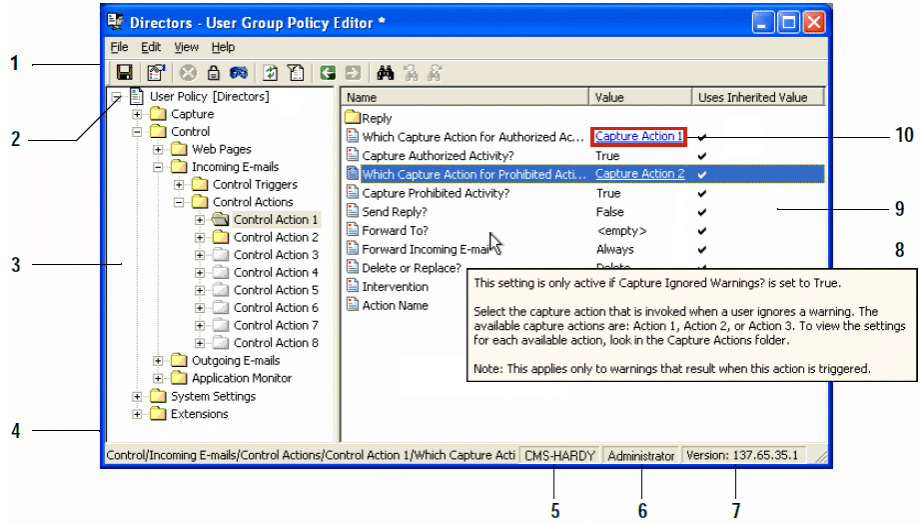 Directors - User Group Policy Editor *
File Edit View Help
1
User Policy [Directors]
2
Capture
Control
Web Pages
Incoming E-mails
Control Triggers
Control Actions
Control Action 1
Control Action 2
3
Control Action 3
Control Action 4
Control Action 5
Control Action 6
Control Action 7
Control Action 8
Outgoing E-mails
Application Monitor
System Settings
Extensions
4
Name Value Uses Inherited Value
Reply
Which Capture Action for Authorized Ac... Capture Action 1
10
Capture Authorized Activity? True
Which Capture Action for Prohibited Acti... Capture Action 2
Capture Prohibited Activity? True
Send Reply? False
9
Forward To? <empty>
Forward Incoming E-mail Always
8
Delete or Replace? Delete
Intervention
Action Name
This setting is only active if Capture Ignored Warnings? is set to True.
Select the capture action that is invoked when a user ignores a warning. The
available capture actions are: Action 1, Action 2, or Action 3. To view the settings
for each available action, look in the Capture Actions folder.
Note: This applies only to warnings that result when this action is triggered.
Control/Incoming E-mails/Control Actions/Control Action 1/Which Capture Acti CMS-HARDY Administrator Version: 137.65.35.1
5 6 7